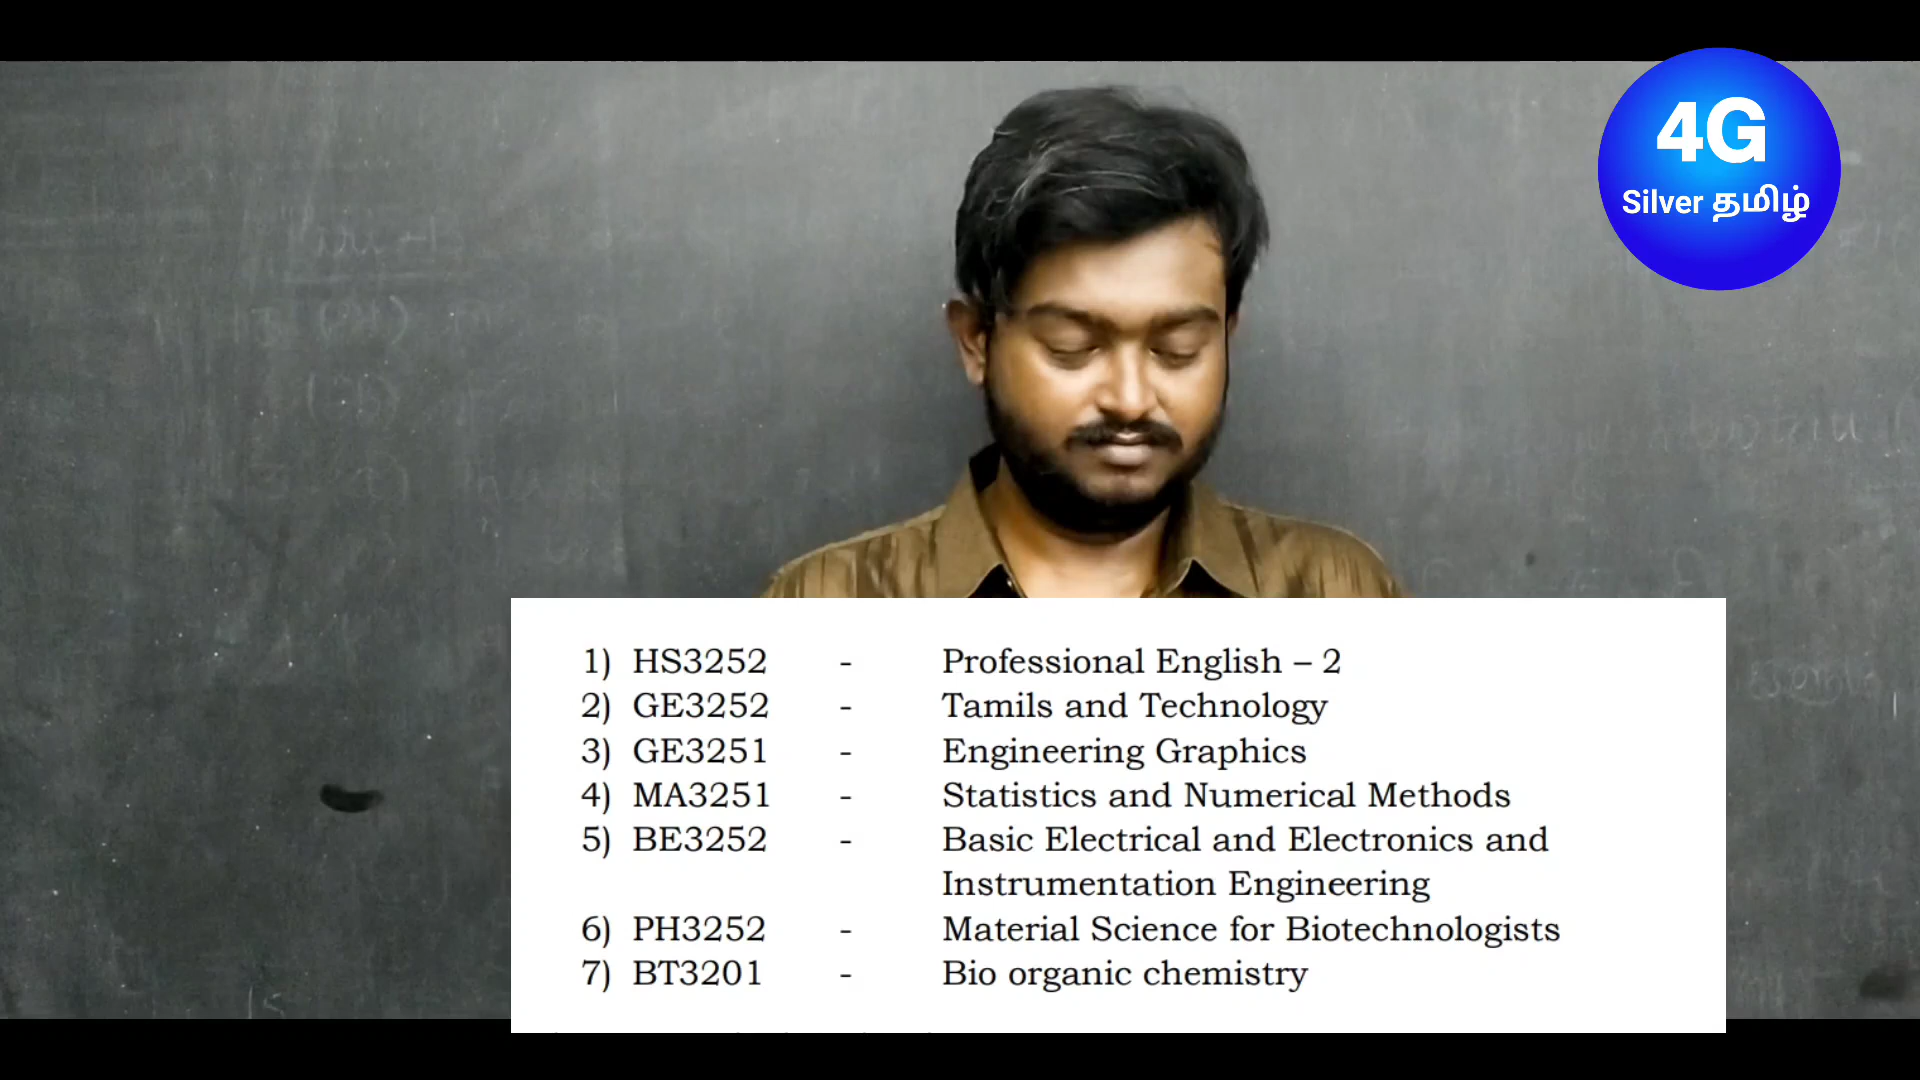 4G
Silver தமிழ்
1) HS3252 - Professional English – 2
2) GE3252 - Tamils and Technology
3) GE3251 - Engineering Graphics
4) MA3251 - Statistics and Numerical Methods
5) BE3252 - Basic Electrical and Electronics and
Instrumentation Engineering
6) PH3252 - Material Science for Biotechnologists
7) BT3201 - Bio organic chemistry